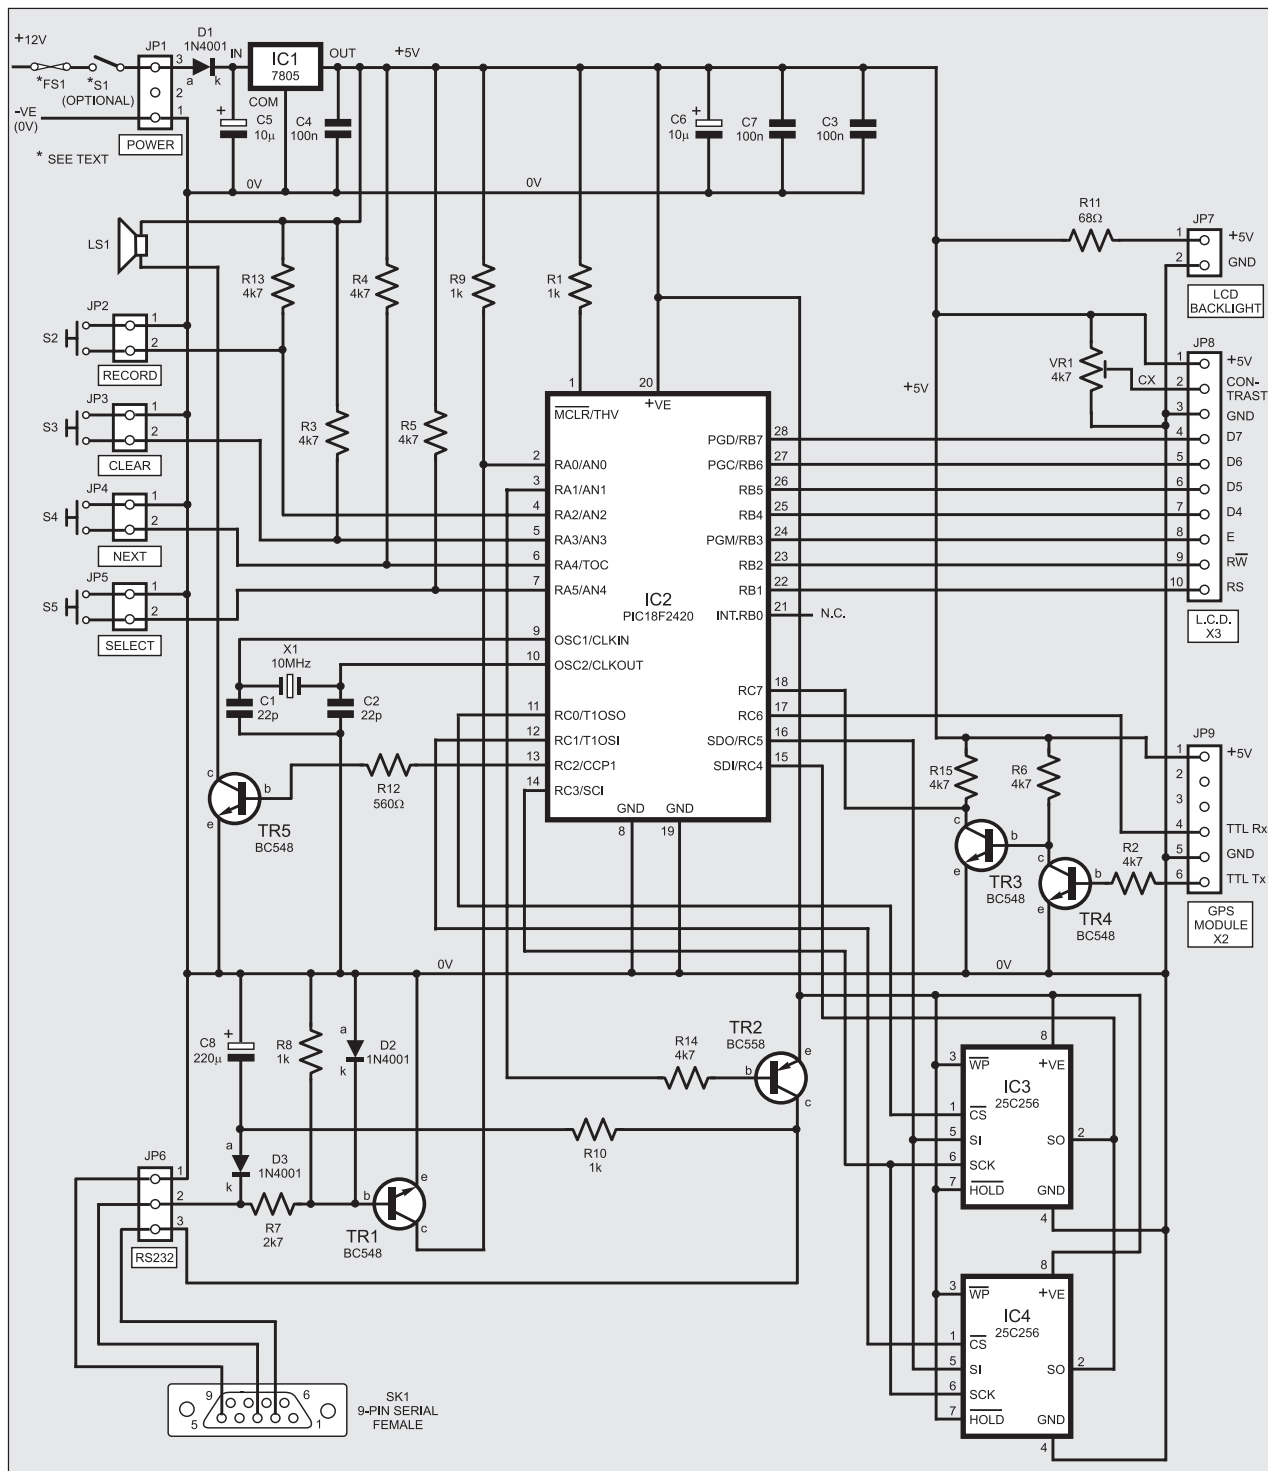 +12V
*FS1
*S1
(OPTIONAL)
-VE
(0V)
* SEE TEXT
JP1
3
2
1
POWER
D1
1N4001
a
k
IN
IC1
7805
OUT
COM
+5V
C5
10µ
+
C4
100n
0V
C6
10µ
+
C7
100n
C3
100n
0V
LS1
R13
4k7
R4
4k7
R9
1k
R1
1k
R11
68Ω
JP7
1
+5V
2
GND
LCD
BACKLIGHT
JP2
S2
1
2
RECORD
JP3
S3
1
2
CLEAR
JP4
S4
1
2
NEXT
JP5
S5
1
2
SELECT
R3
4k7
R5
4k7
VR1
4k7
CX
+5V
JP8
1
+5V
2
CON-
TRAST
3
GND
4
D7
5
D6
6
D5
7
D4
8
E
9
RW
10
RS
L.C.D.
X3
1
MCLR/THV
20
+VE
2
RA0/AN0
3
RA1/AN1
4
RA2/AN2
5
RA3/AN3
6
RA4/TOC
7
RA5/AN4
9
OSC1/CLKIN
10
OSC2/CLKOUT
11
RC0/T1OSO
12
RC1/T1OSI
13
RC2/CCP1
14
RC3/SCI
IC2
PIC18F2420
PGD/RB7
28
PGC/RB6
27
RB5
26
RB4
25
PGM/RB3
24
RB2
23
RB1
22
INT.RB0
21
N.C.
RC7
18
RC6
17
SDO/RC5
16
SDI/RC4
15
GND
8
GND
19
X1
10MHz
C1
22p
C2
22p
R12
560Ω
c
b
e
TR5
BC548
R15
4k7
R6
4k7
c
b
e
TR3
BC548
c
b
e
TR4
BC548
R2
4k7
JP9
1
+5V
2
3
4
TTL Rx
5
GND
6
TTL Tx
GPS
MODULE
X2
0V
0V
C8
220µ
+
R8
1k
a
k
D2
1N4001
R14
4k7
TR2
BC558
b
e
c
R10
1k
a
k
D3
1N4001
R7
2k7
b
e
c
TR1
BC548
JP6
1
2
3
RS232
9
6
5
1
SK1
9-PIN SERIAL
FEMALE
8
3
WP
+VE
IC3
25C256
1
CS
5
SI
SO
2
6
SCK
7
HOLD
GND
4
8
3
WP
+VE
IC4
25C256
1
CS
5
SI
SO
2
6
SCK
7
HOLD
GND
4